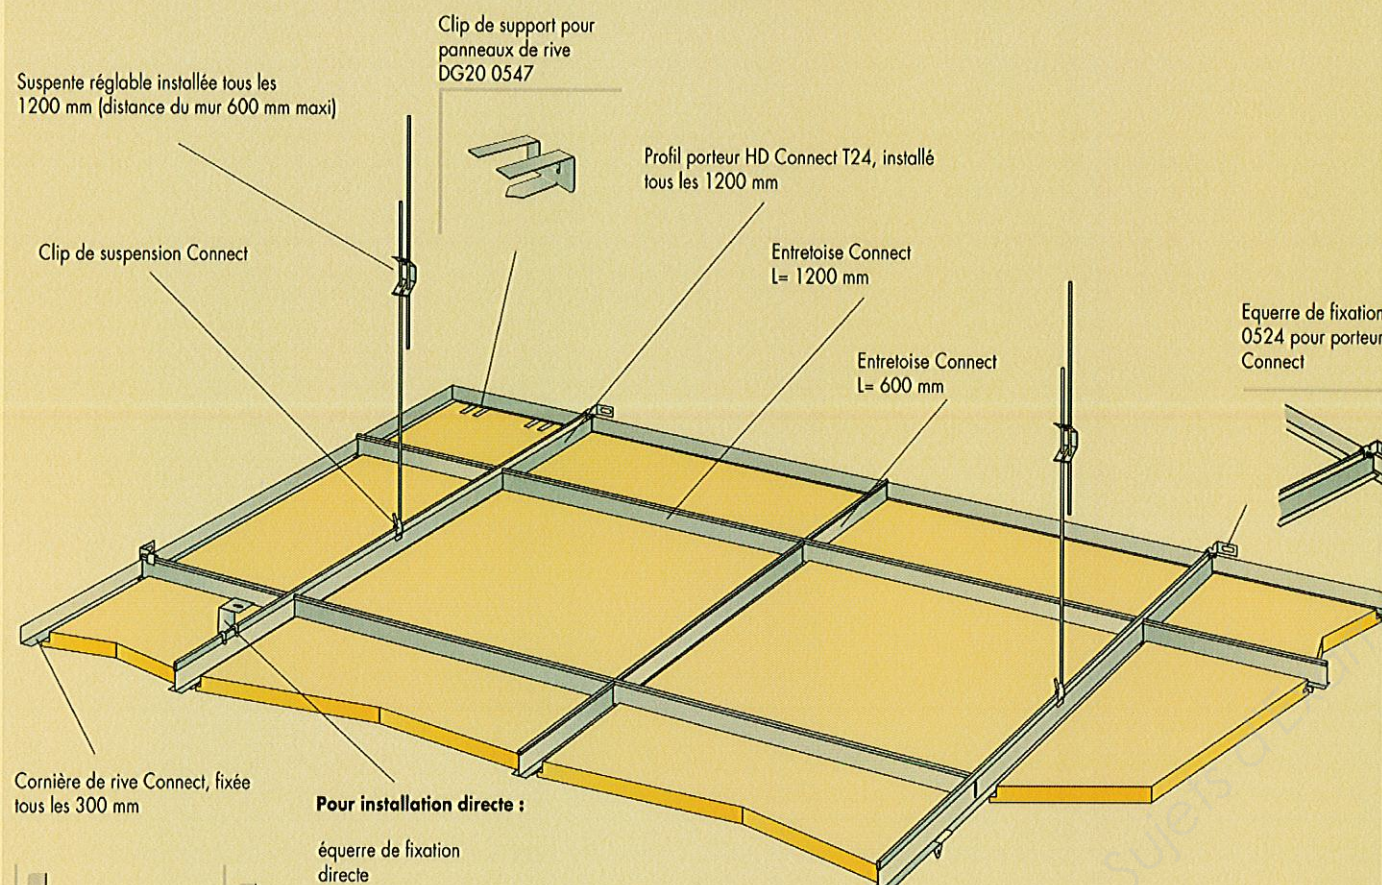 Clip de support pour
panneaux de rive
DG20 0547
Suspente réglable installée tous les
1200 mm (distance du mur 600 mm maxi)
Profil porteur HD Connect T24, installé
tous les 1200 mm
Clip de suspension Connect
Entretoise Connect
L= 1200 mm
Equerre de fixation
0524 pour porteur
Connect
Entretoise Connect
L= 600 mm
Cornière de rive Connect, fixée
tous les 300 mm
Pour installation directe :
équerre de fixation
directe
Sujets